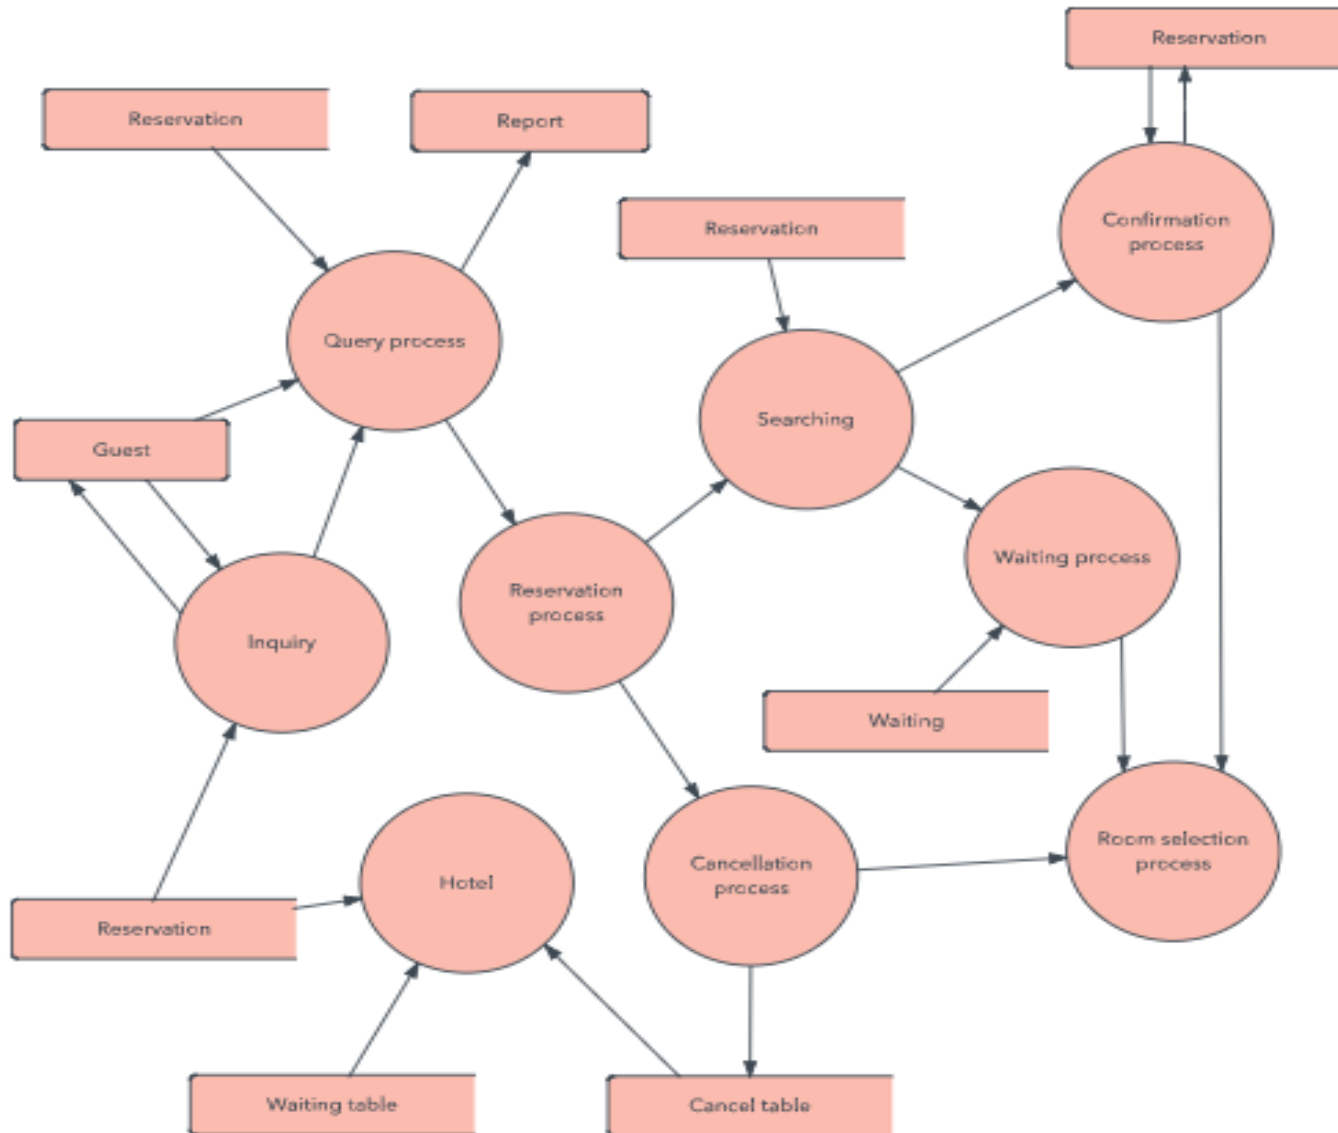 Reservation
Reservation
Report
Reservation
Confirmation
process
Query process
Searching
Guest
Waiting process
Reservation
process
Inquiry
Waiting
Room selection
process
Cancellation
process
Hotel
Reservation
Waiting table
Cancel table